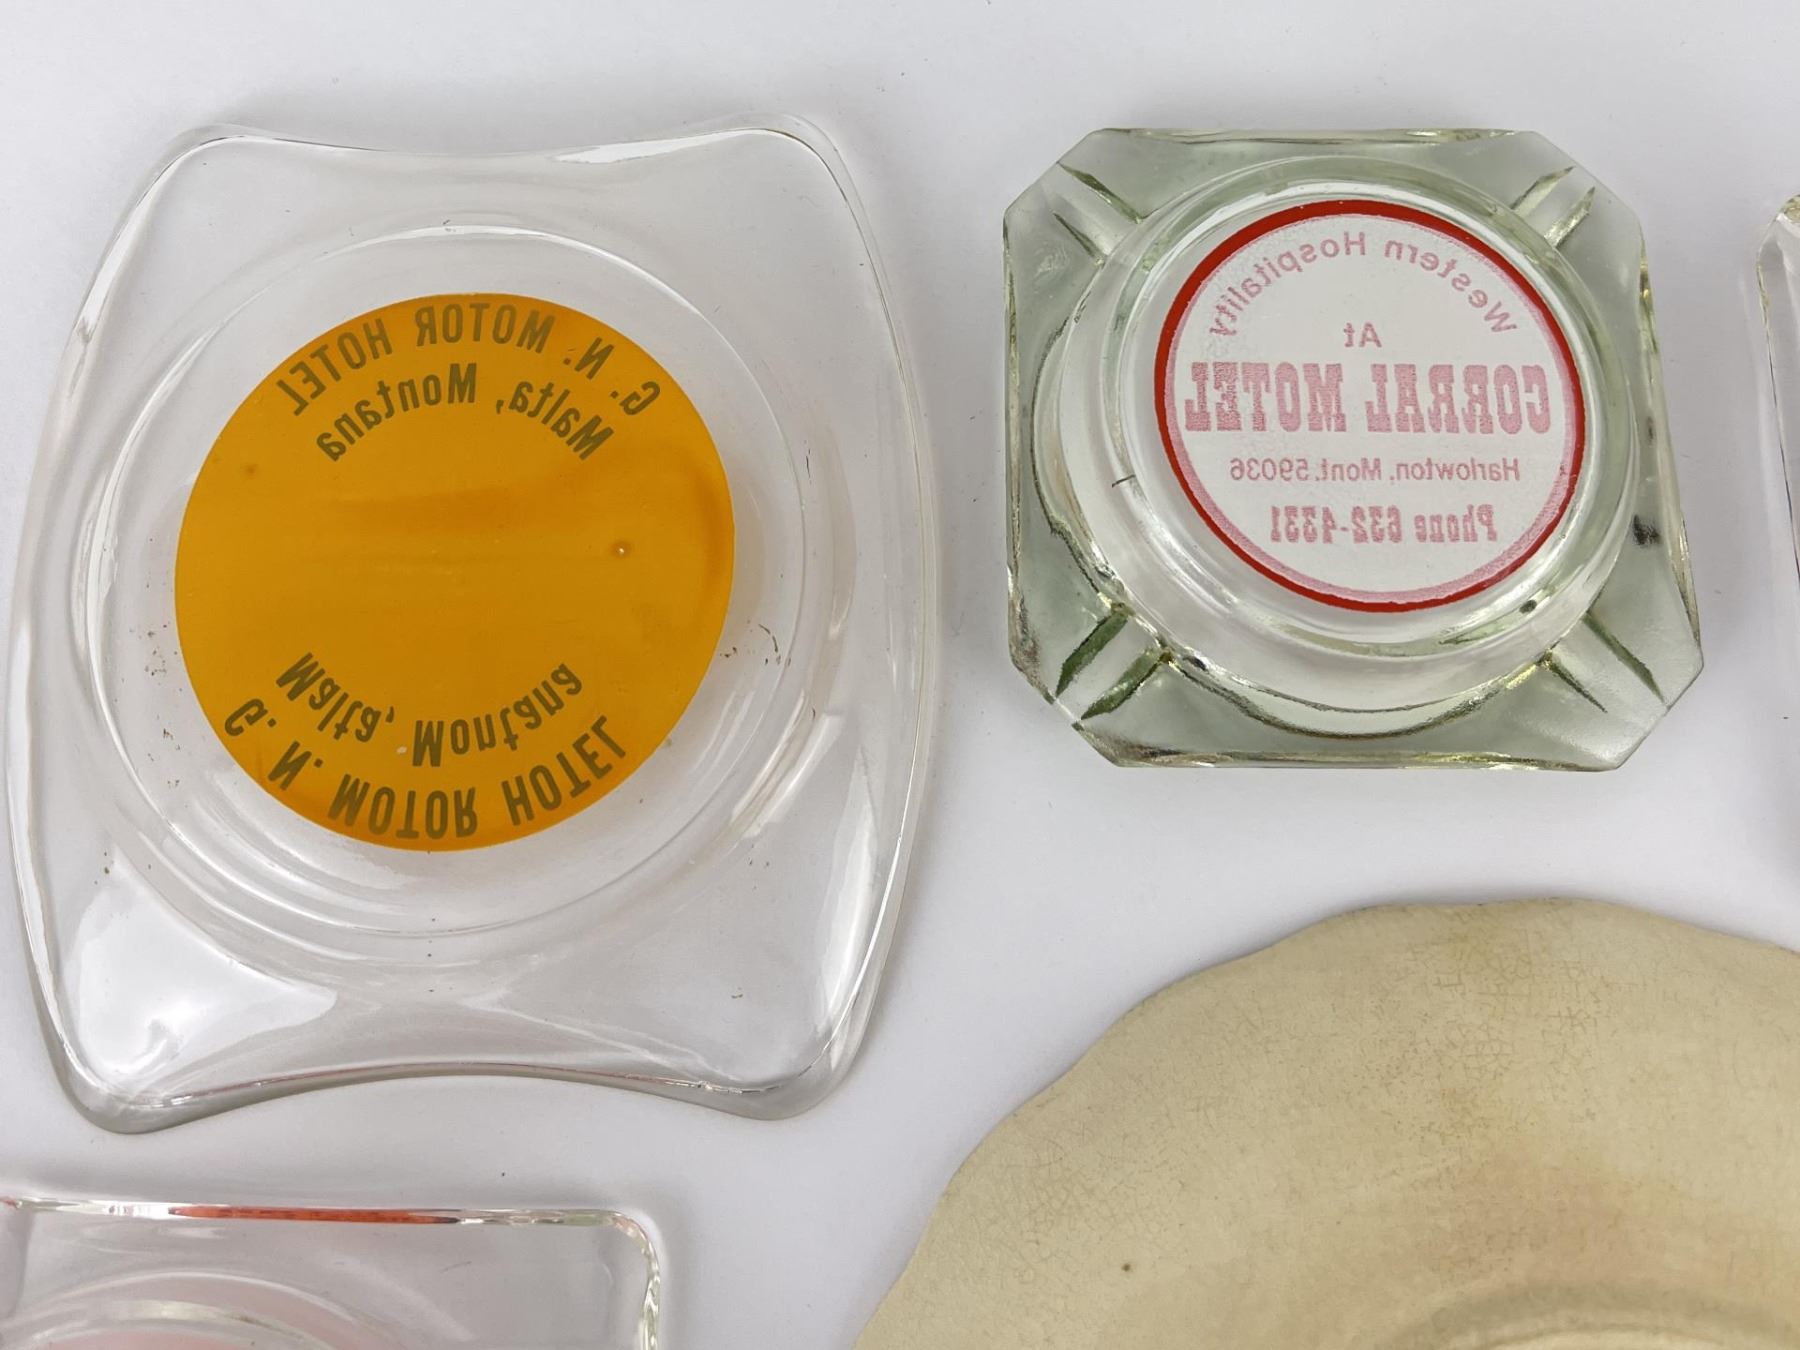 G. N. MOTOR HOTEL
Malta, Montana
Malta, Montana
G. N. MOTOR HOTEL
Western Hospitality
At
CORRAL MOTEL
Harlowton, Mont. 59036
Phone 632-4331